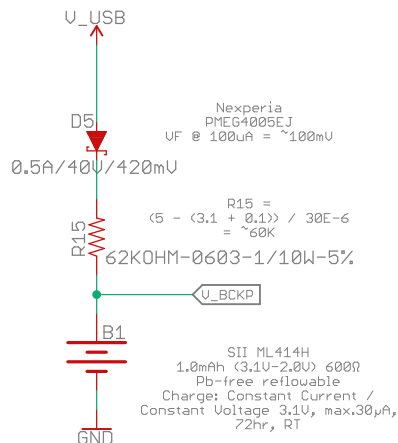 V_USB
D5
0.5A/40V/420mV
Nexperia
PMEG4005EJ
VF @ 100uA = ~100mV
R15
62KOHM-0603-1/10W-5%
R15 =
(5 - (3.1 + 0.1)) / 30E-6
= ~60K
V_BCKP
B1
SII ML414H
1.0mAh (3.1V-2.0V) 600Ω
Pb-free reflowable
Charge: Constant Current /
Constant Voltage 3.1V, max.30µA,
72hr, RT
GND